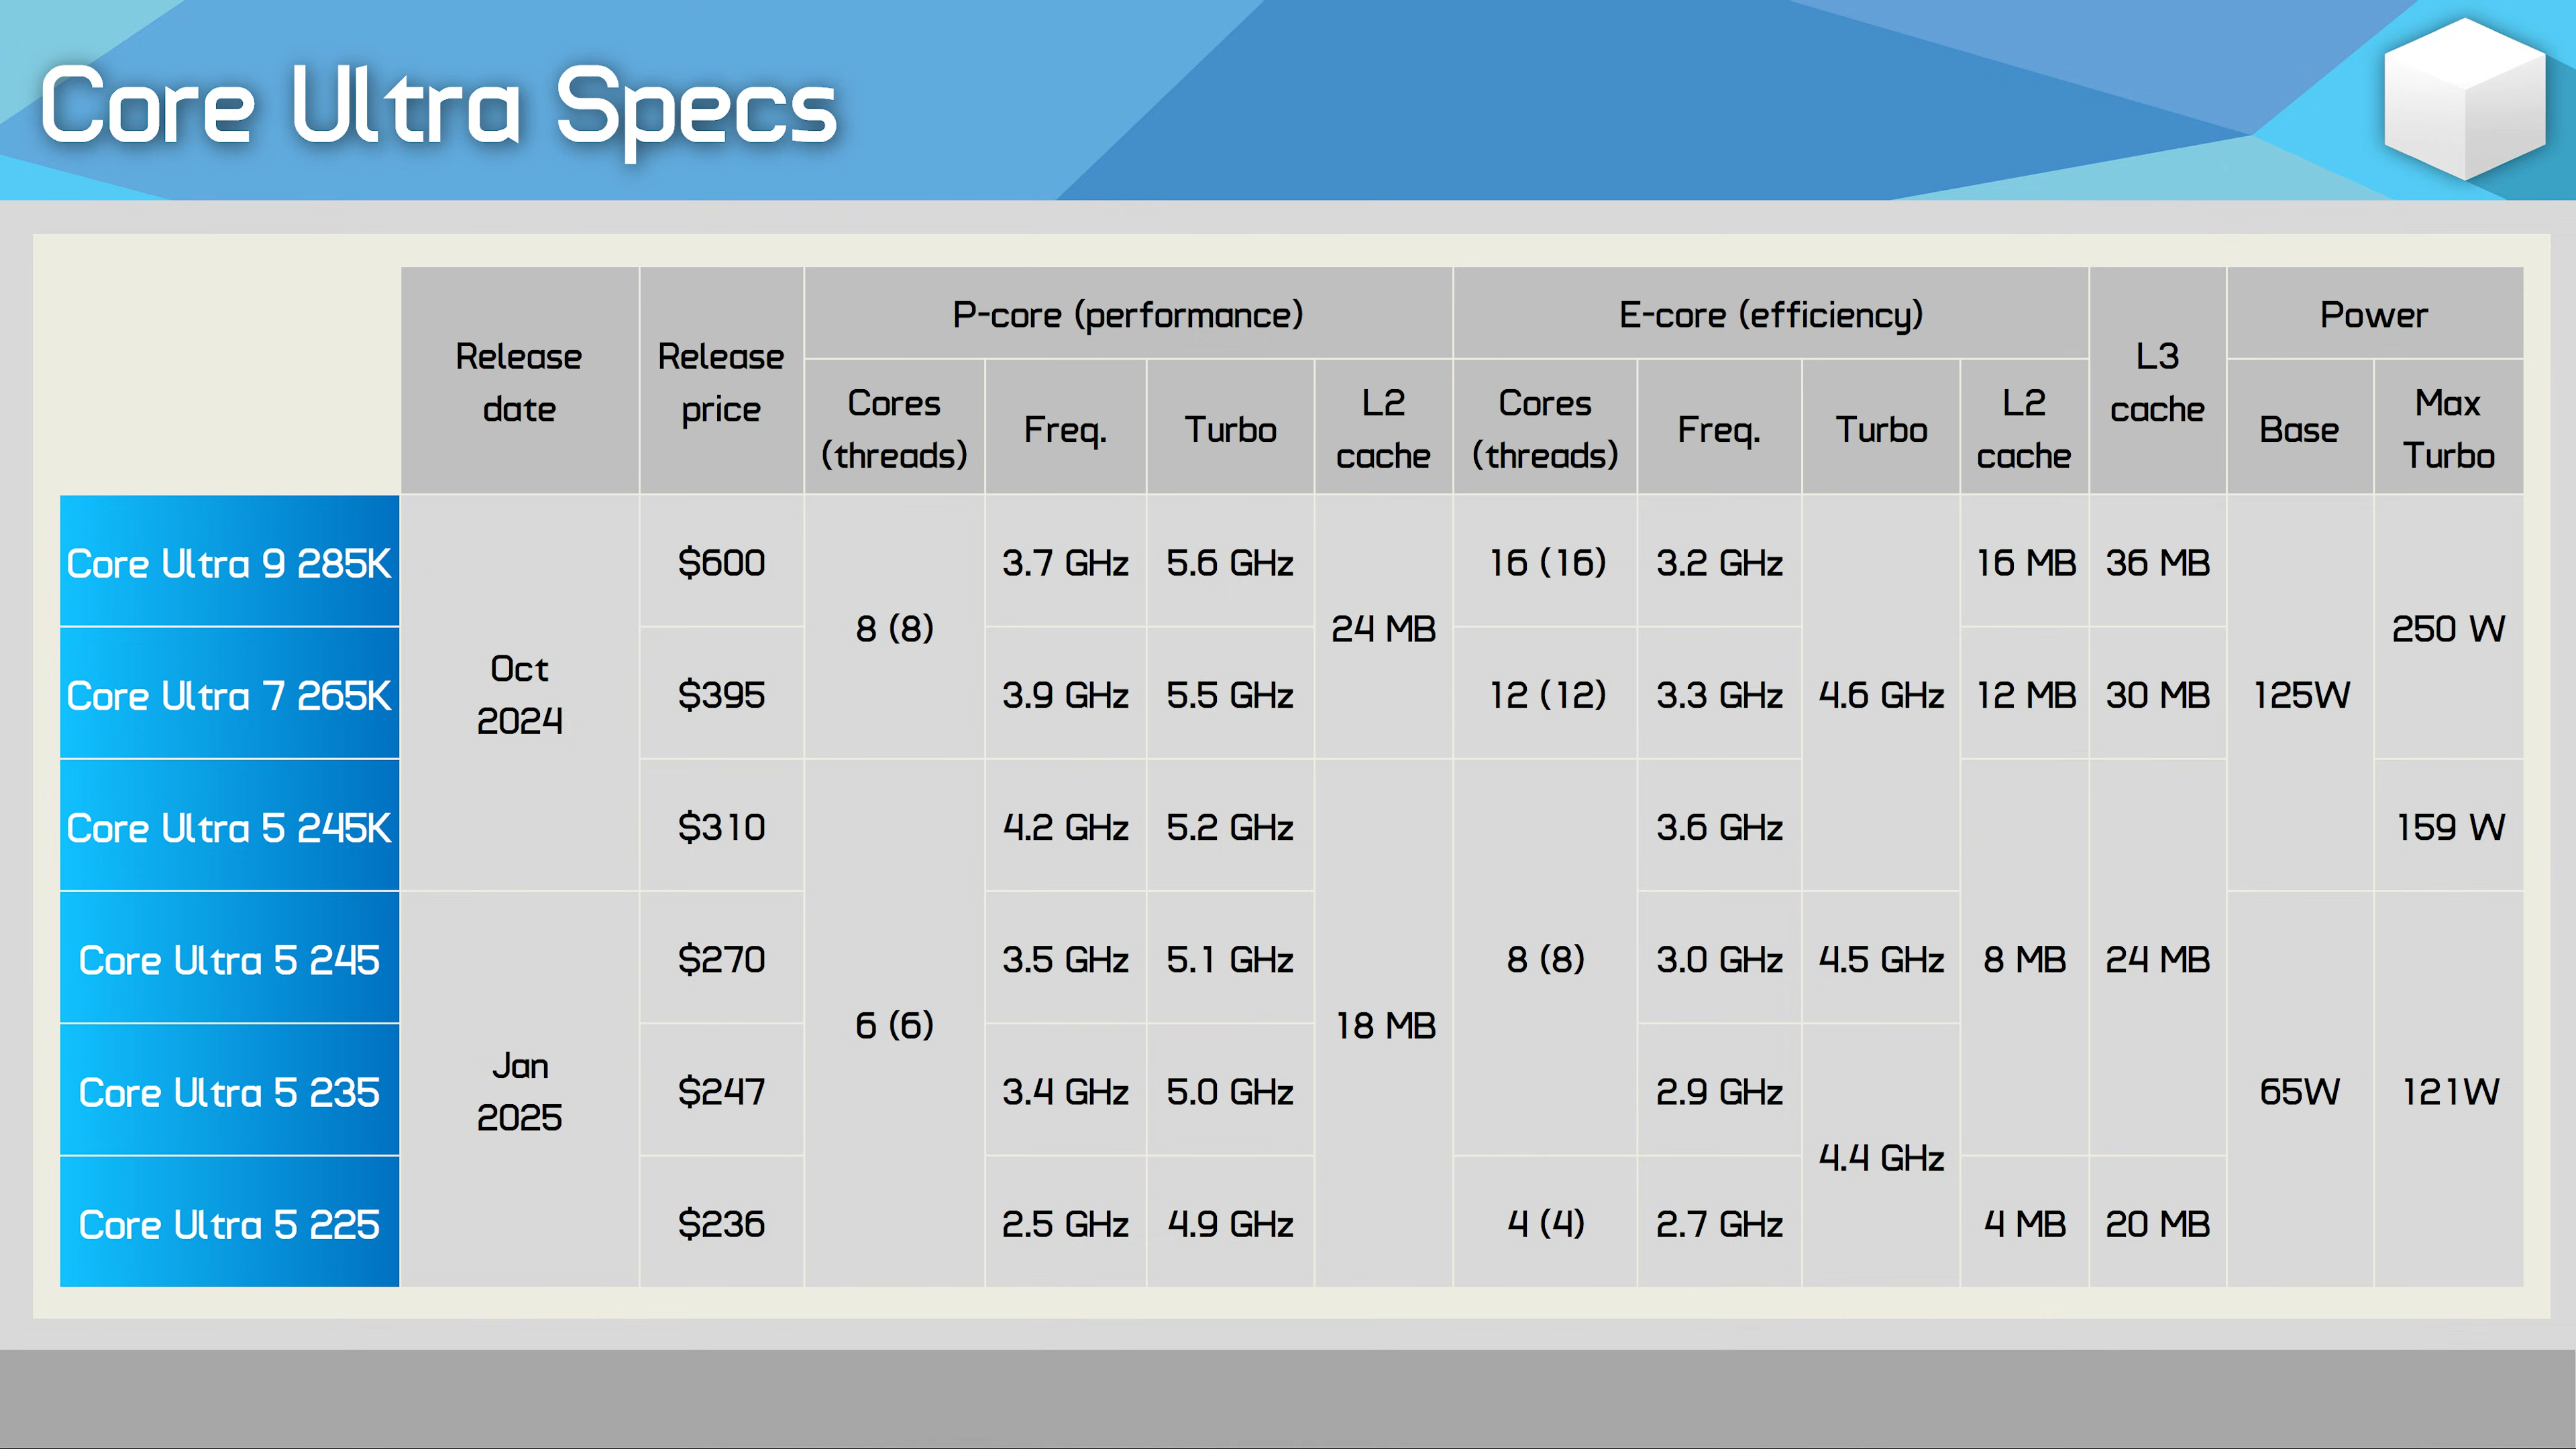 Core Ultra Specs
Release date
Release price
P-core (performance)
E-core (efficiency)
L3 cache
Power
Cores (threads)
Freq.
Turbo
L2 cache
Cores (threads)
Freq.
Turbo
L2 cache
Base
Max Turbo
Core Ultra 9 285K
Oct 2024
$600
8 (8)
3.7 GHz
5.6 GHz
24 MB
16 (16)
3.2 GHz
4.6 GHz
16 MB
36 MB
125W
250 W
Core Ultra 7 265K
$395
3.9 GHz
5.5 GHz
12 (12)
3.3 GHz
12 MB
30 MB
Core Ultra 5 245K
$310
6 (6)
4.2 GHz
5.2 GHz
18 MB
8 (8)
3.6 GHz
8 MB
24 MB
159 W
Core Ultra 5 245
Jan 2025
$270
3.5 GHz
5.1 GHz
3.0 GHz
4.5 GHz
65W
121W
Core Ultra 5 235
$247
3.4 GHz
5.0 GHz
2.9 GHz
4.4 GHz
Core Ultra 5 225
$236
2.5 GHz
4.9 GHz
4 (4)
2.7 GHz
4 MB
20 MB